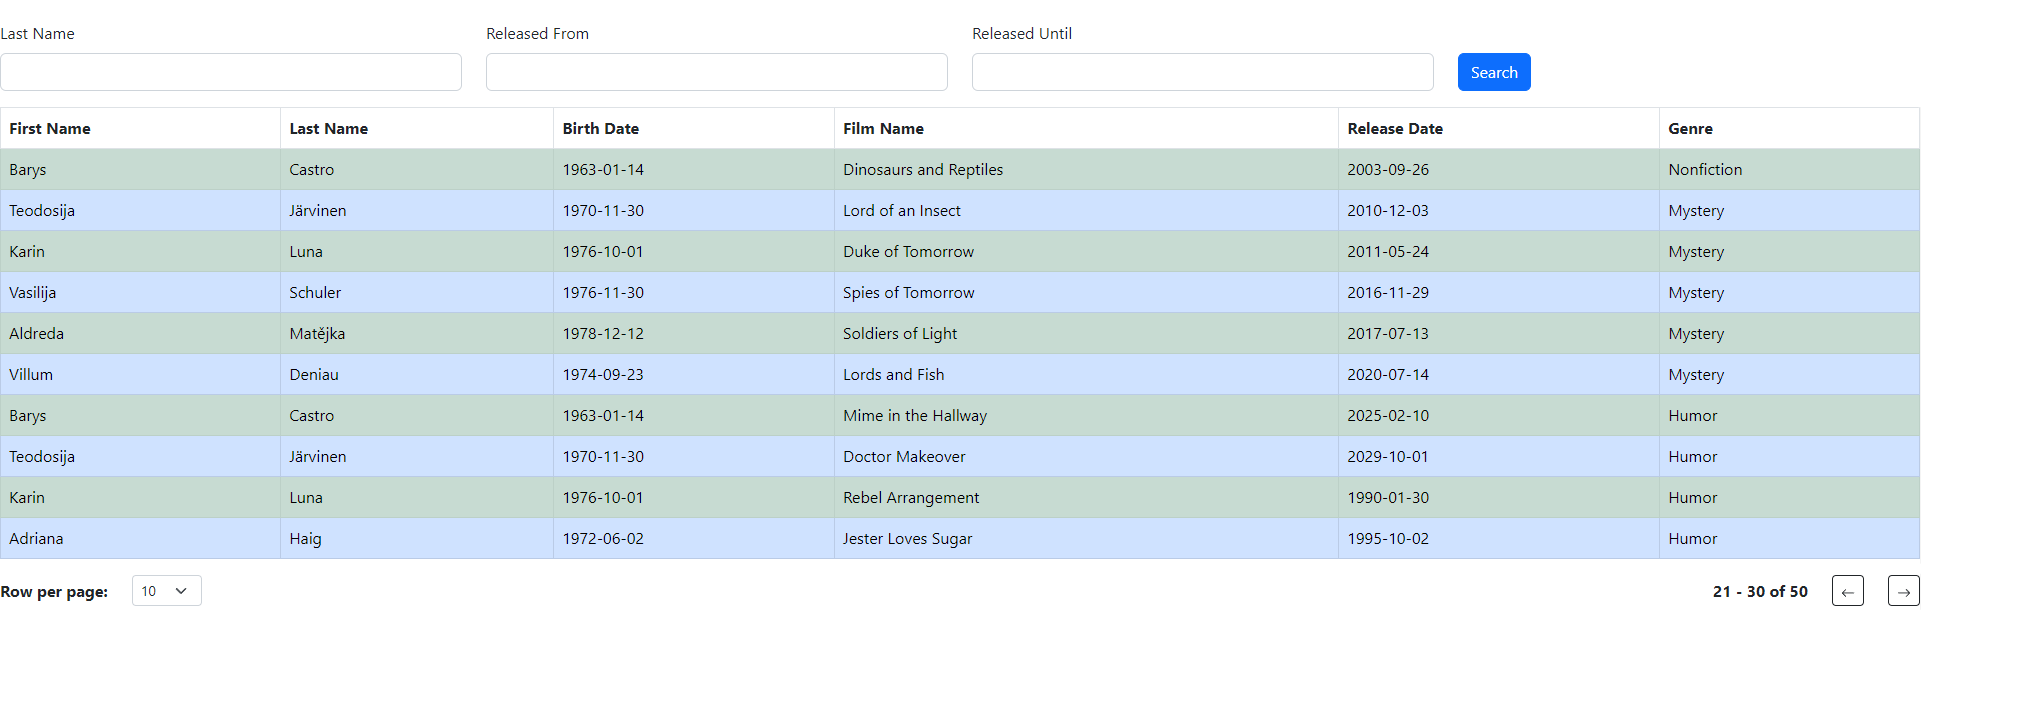 Last Name Released From Released Until
Search
First Name Last Name Birth Date Film Name Release Date Genre
Barys Castro 1963-01-14 Dinosaurs and Reptiles 2003-09-26 Nonfiction
Teodosija Järvinen 1970-11-30 Lord of an Insect 2010-12-03 Mystery
Karin Luna 1976-10-01 Duke of Tomorrow 2011-05-24 Mystery
Vasilija Schuler 1976-11-30 Spies of Tomorrow 2016-11-29 Mystery
Aldreda Matějka 1978-12-12 Soldiers of Light 2017-07-13 Mystery
Villum Deniau 1974-09-23 Lords and Fish 2020-07-14 Mystery
Barys Castro 1963-01-14 Mime in the Hallway 2025-02-10 Humor
Teodosija Järvinen 1970-11-30 Doctor Makeover 2029-10-01 Humor
Karin Luna 1976-10-01 Rebel Arrangement 1990-01-30 Humor
Adriana Haig 1972-06-02 Jester Loves Sugar 1995-10-02 Humor
Row per page: 10 21 - 30 of 50 ← →